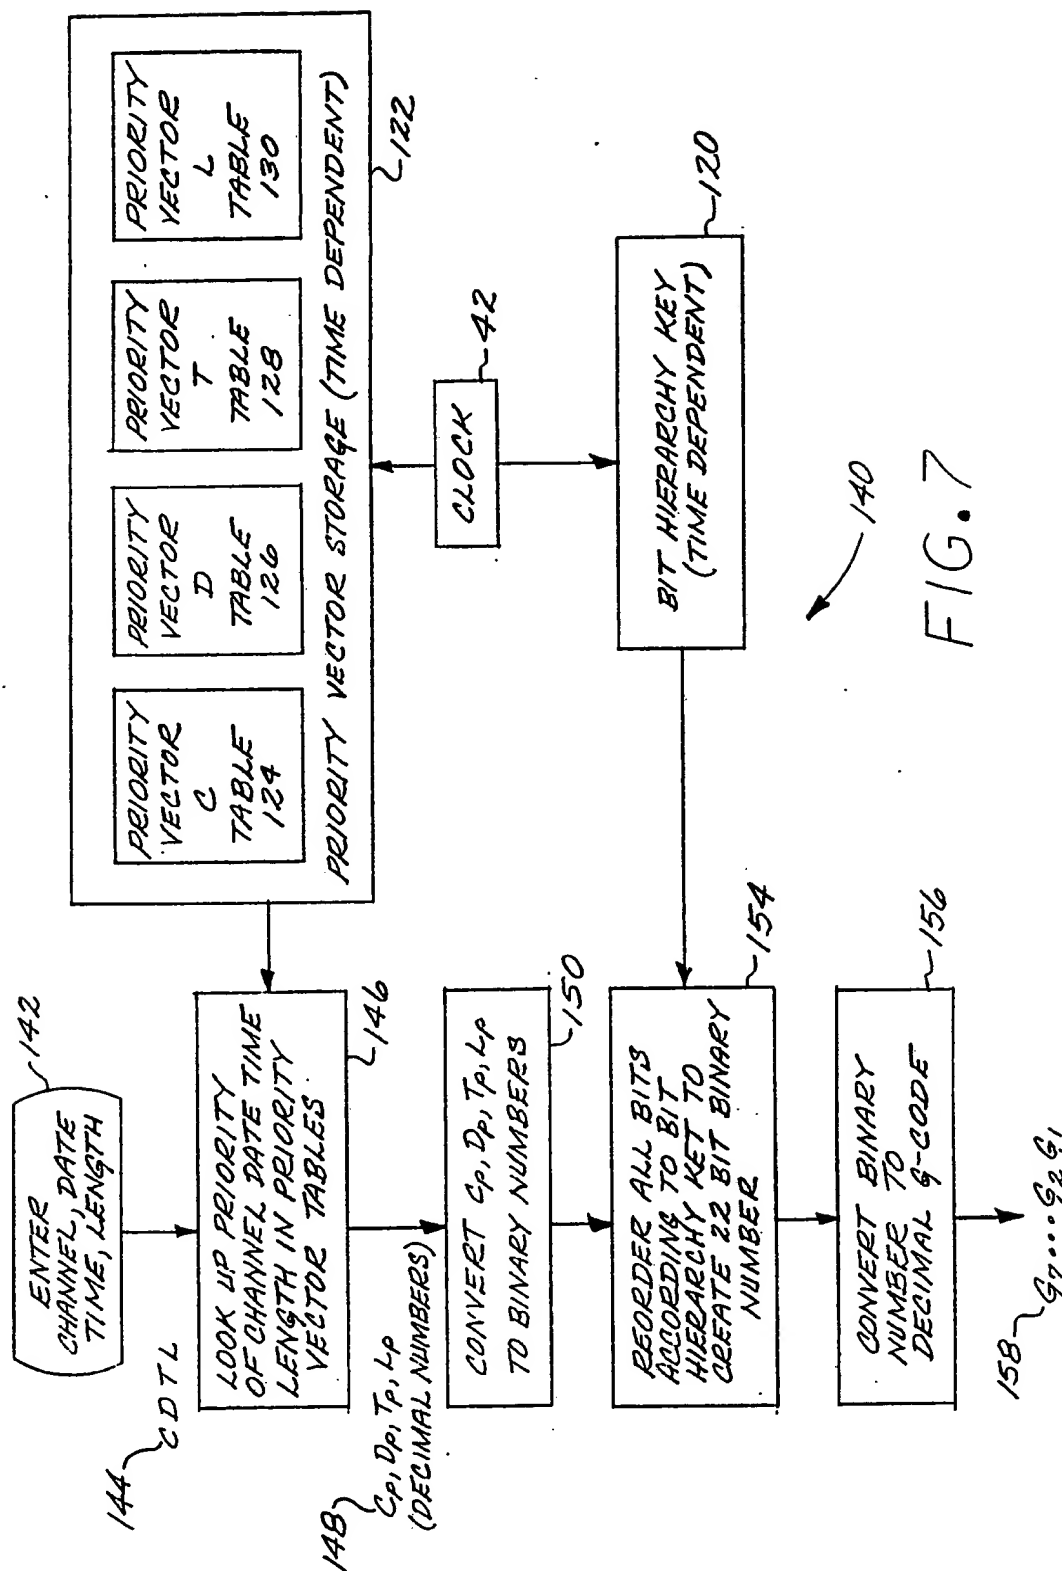 ENTER
CHANNEL, DATE
TIME, LENGTH
142
144
C D T L
LOOK UP PRIORITY
OF CHANNEL DATE TIME
LENGTH IN PRIORITY
VECTOR TABLES
146
148
Cp, Dp, Tp, Lp
(DECIMAL NUMBERS)
CONVERT Cp, Dp, Tp, Lp
TO BINARY NUMBERS
150
REORDER ALL BITS
ACCORDING TO BIT
HIERARCHY KET TO
CREATE 22 BIT BINARY
NUMBER
154
CONVERT BINARY
NUMBER TO
DECIMAL G-CODE
156
158
G7....G2G1
PRIORITY
VECTOR
C
TABLE
124
PRIORITY
VECTOR
D
TABLE
126
PRIORITY
VECTOR
T
TABLE
128
PRIORITY
VECTOR
L
TABLE
130
PRIORITY VECTOR STORAGE (TIME DEPENDENT)
122
CLOCK
42
BIT HIERARCHY KEY
(TIME DEPENDENT)
120
140
FIG. 7